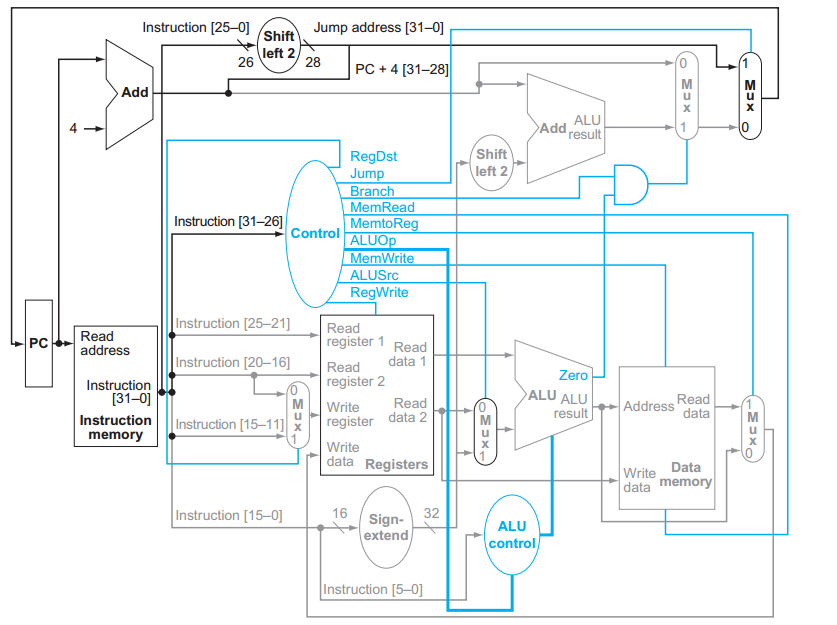 Instruction [25–0]
Jump address [31–0]
Shift
left 2
26
28
PC + 4 [31–28]
Add
4
0
M
u
x
1
1
M
u
x
0
Add
ALU
result
Shift
left 2
RegDst
Jump
Branch
MemRead
MemtoReg
ALUOp
MemWrite
ALUSrc
RegWrite
Instruction [31–26]
Control
PC
Read
address
Instruction
[31–0]
Instruction
memory
Instruction [25–21]
Instruction [20–16]
Instruction [15–11]
0
M
u
x
1
Read
register 1
Read
register 2
Write
register
Write
data
Read
data 1
Read
data 2
Registers
0
M
u
x
1
Zero
ALU
ALU
result
Address
Read
data
Write
data
Data
memory
1
M
u
x
0
Instruction [15–0]
16
Sign-
extend
32
ALU
control
Instruction [5–0]